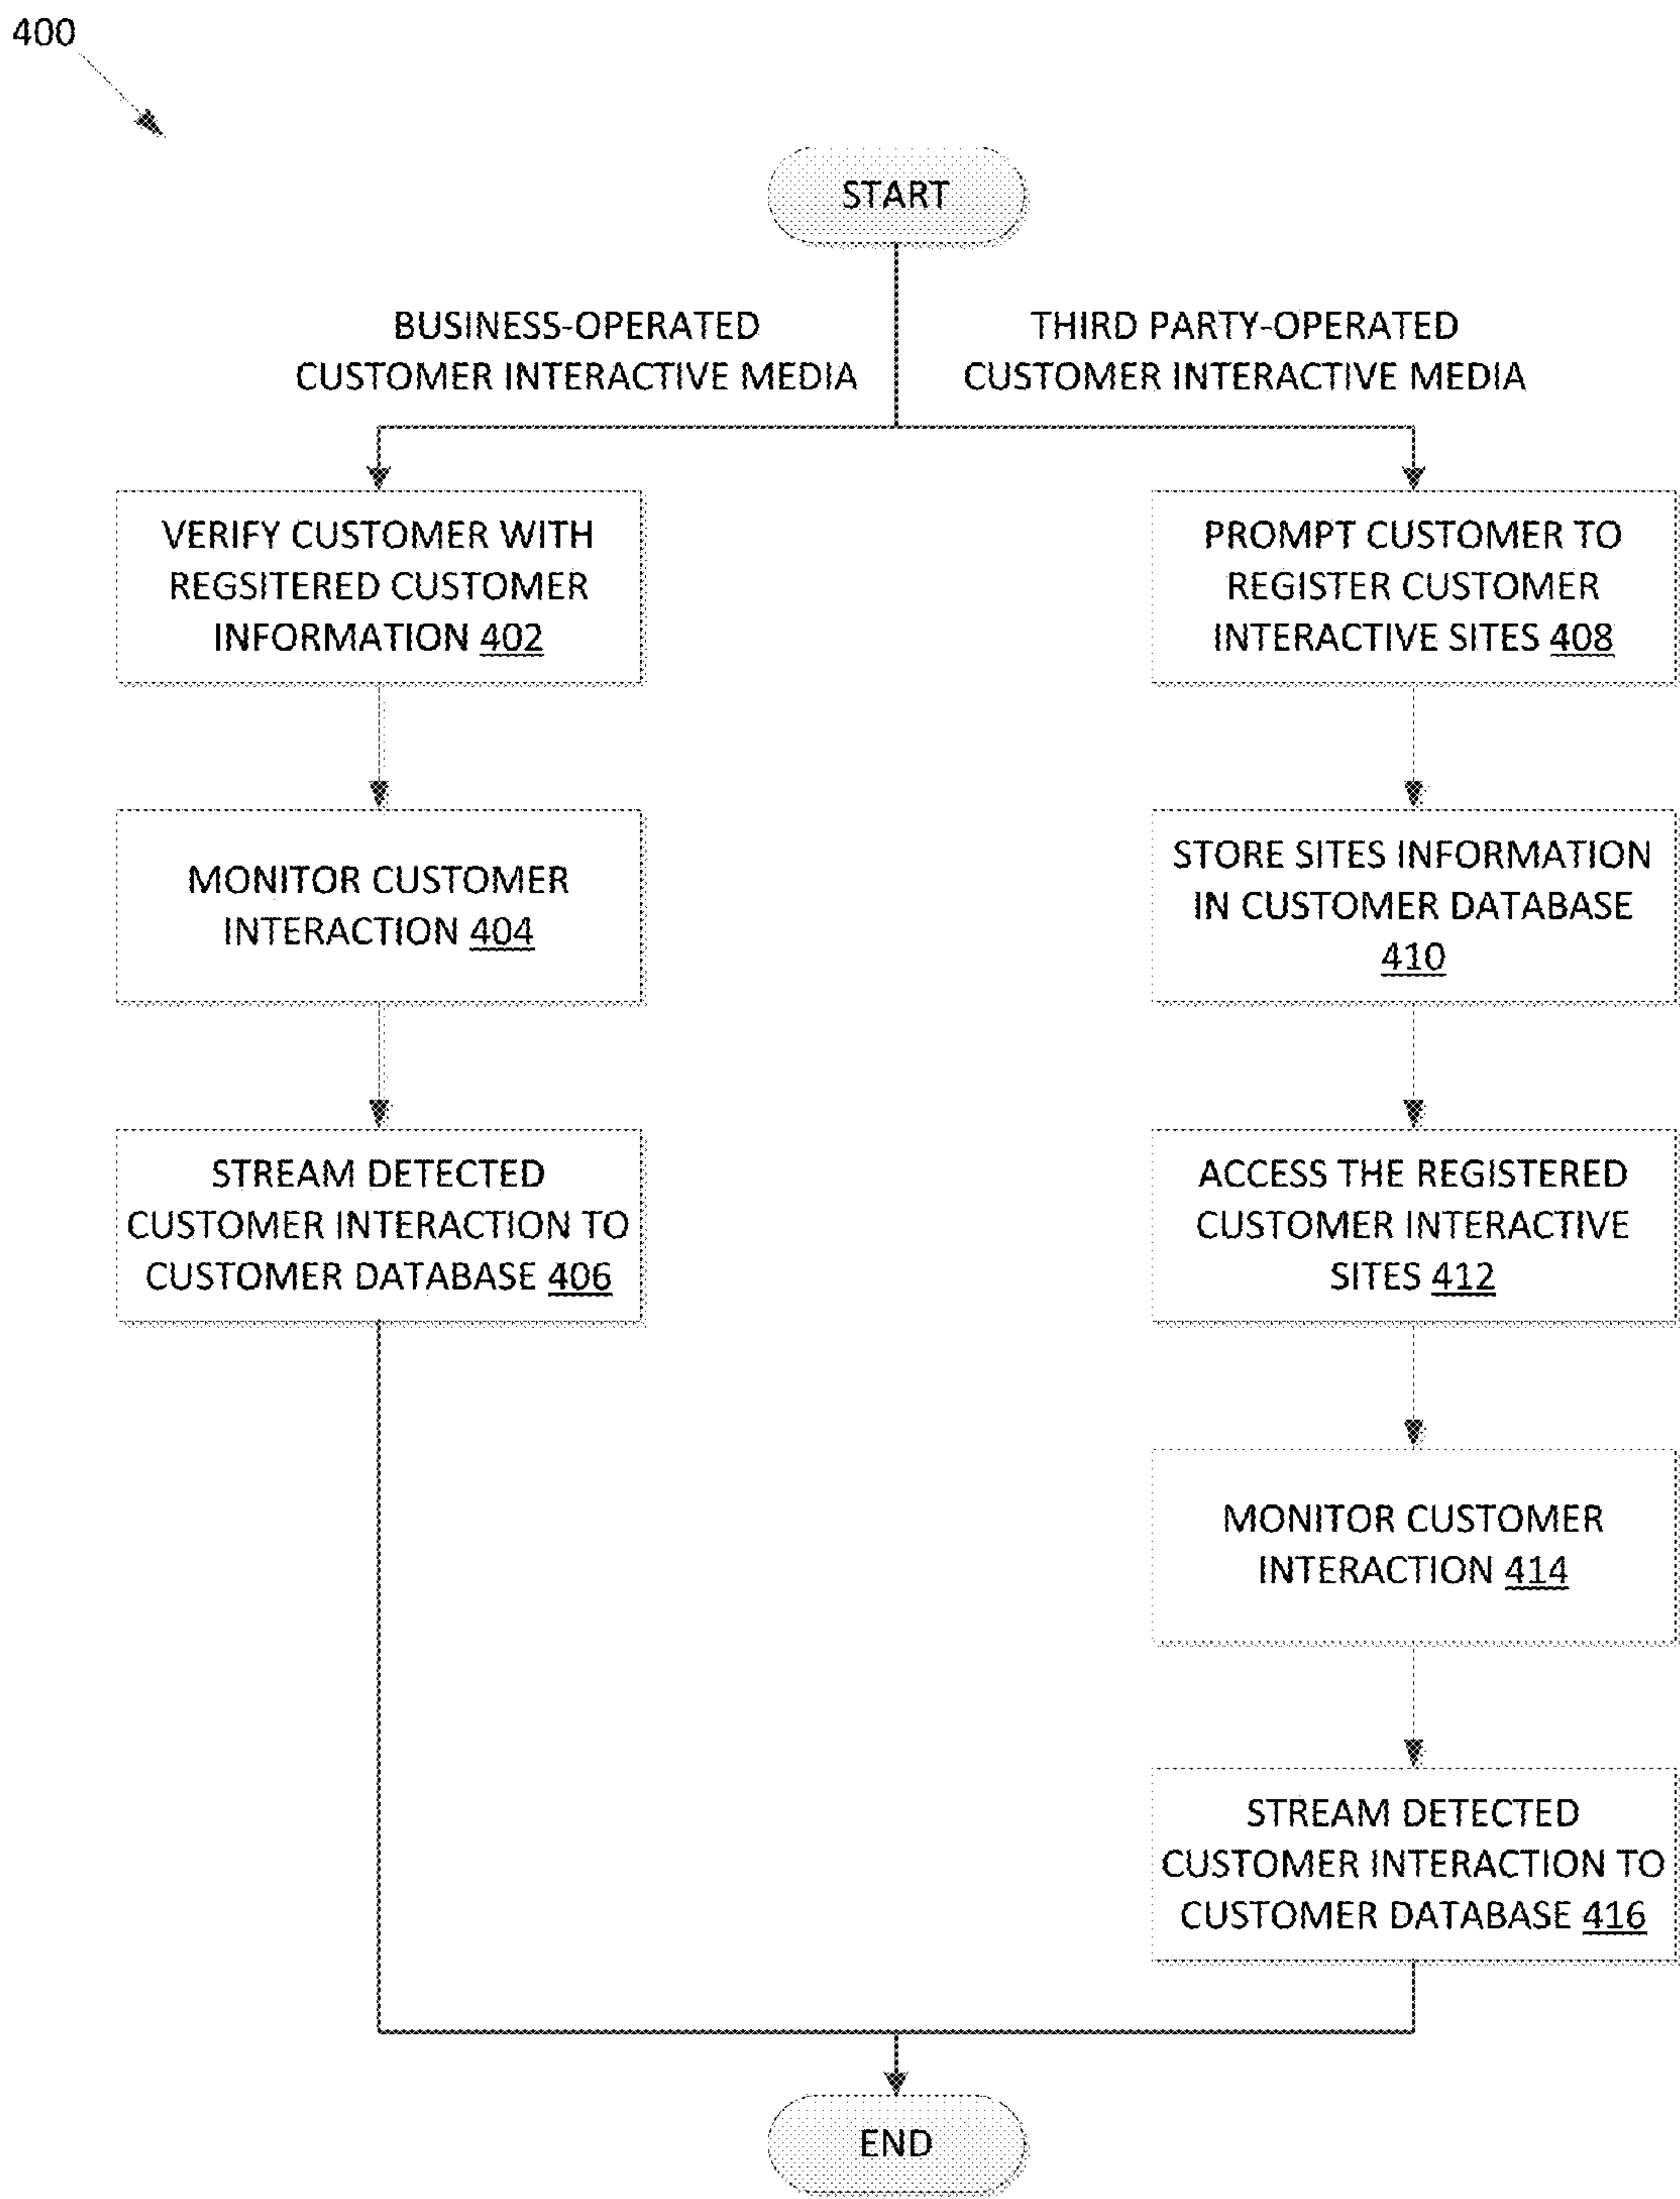 400
START
BUSINESS-OPERATED
CUSTOMER INTERACTIVE MEDIA
THIRD PARTY-OPERATED
CUSTOMER INTERACTIVE MEDIA
VERIFY CUSTOMER WITH
REGSITERED CUSTOMER
INFORMATION 402
MONITOR CUSTOMER
INTERACTION 404
STREAM DETECTED
CUSTOMER INTERACTION TO
CUSTOMER DATABASE 406
PROMPT CUSTOMER TO
REGISTER CUSTOMER
INTERACTIVE SITES 408
STORE SITES INFORMATION
IN CUSTOMER DATABASE
410
ACCESS THE REGISTERED
CUSTOMER INTERACTIVE
SITES 412
MONITOR CUSTOMER
INTERACTION 414
STREAM DETECTED
CUSTOMER INTERACTION TO
CUSTOMER DATABASE 416
END